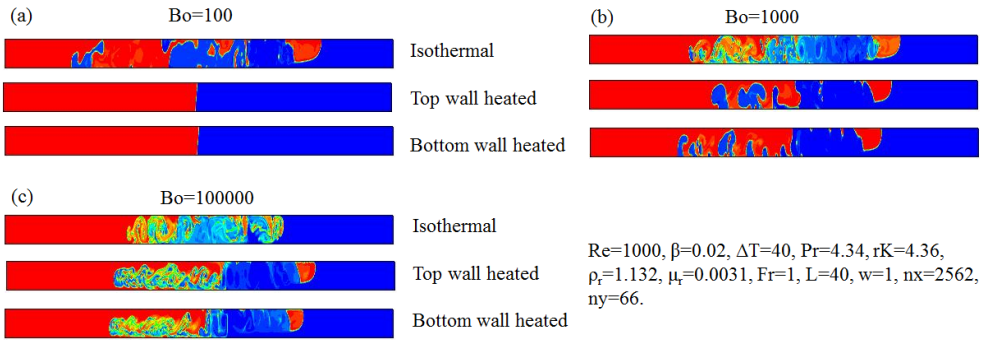 (a)
Bo=100
Isothermal
Top wall heated
Bottom wall heated
(b)
Bo=1000
(c)
Bo=100000
Isothermal
Top wall heated
Bottom wall heated
Re=1000, β=0.02, ΔT=40, Pr=4.34, rK=4.36,
ρr=1.132, μr=0.0031, Fr=1, L=40, w=1, nx=2562,
ny=66.